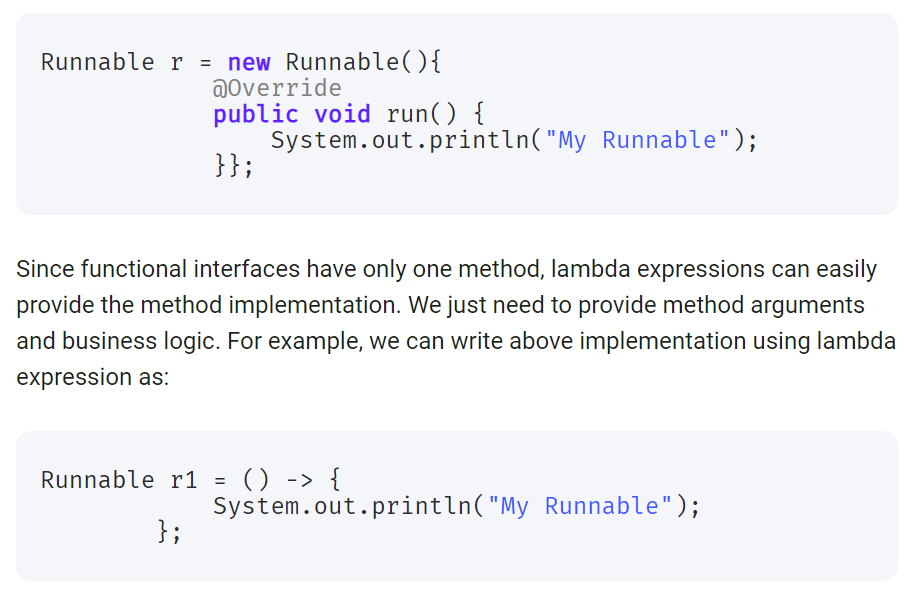 Runnable r = new Runnable(){
            @Override
            public void run() {
                System.out.println("My Runnable");
            }};
Since functional interfaces have only one method, lambda expressions can easily
provide the method implementation. We just need to provide method arguments
and business logic. For example, we can write above implementation using lambda
expression as:
Runnable r1 = () -> {
            System.out.println("My Runnable");
        };